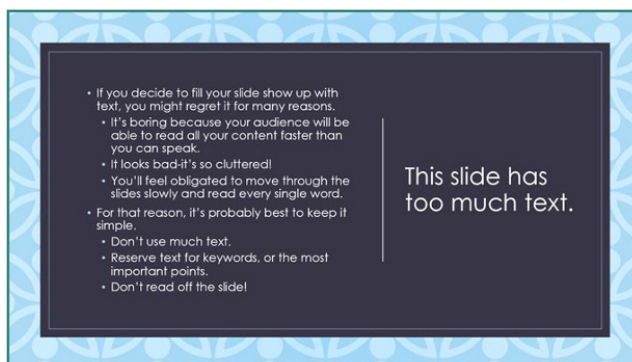 • If you decide to fill your slide show up with
text, you might regret it for many reasons.
• It's boring because your audience will be
able to read all your content faster than
you can speak.
• It looks bad-it's so cluttered!
• You'll feel obligated to move through the
slides slowly and read every single word.
• For that reason, it's probably best to keep it
simple.
• Don't use much text.
• Reserve text for keywords, or the most
important points.
• Don't read off the slide!
This slide has
too much text.